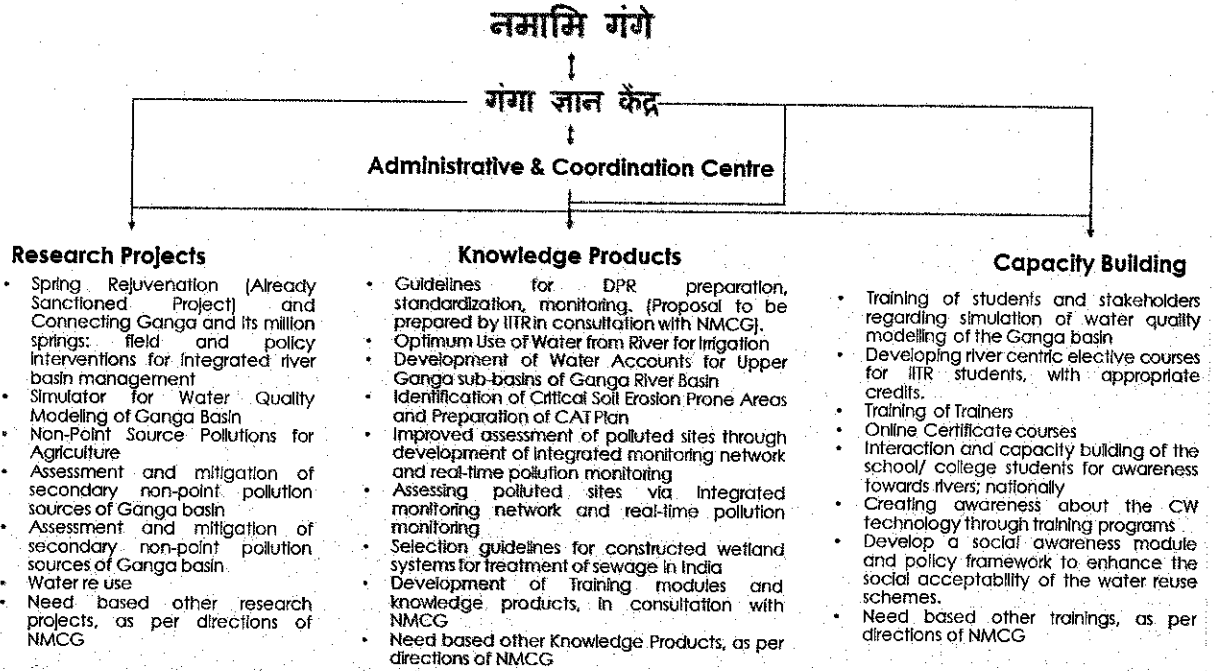 नमामि गंगे
गंगा ज्ञान केंद्र
Administrative & Coordination Centre
Research Projects
• Spring Rejuvenation (Already
Sanctioned Project) and
Connecting Ganga and its million
springs: field and policy
interventions for integrated river
basin management
• Simulator for Water Quality
Modeling of Ganga Basin
• Non-Point Source Pollutions for
Agriculture
• Assessment and mitigation of
secondary non-point pollution
sources of Ganga basin
• Assessment and mitigation of
secondary non-point pollution
sources of Ganga basin
• Water re use
• Need based other research
projects, as per directions of
NMCG
Knowledge Products
• Guidelines for DPR preparation,
standardization, monitoring. (Proposal to be
prepared by IITR in consultation with NMCG).
• Optimum Use of Water from River for Irrigation
• Development of Water Accounts for Upper
Ganga sub-basins of Ganga River Basin
• Identification of Critical Soil Erosion Prone Areas
and Preparation of CAT Plan
• Improved assessment of polluted sites through
development of integrated monitoring network
and real-time pollution monitoring
• Assessing polluted sites via integrated
monitoring network and real-time pollution
monitoring
• Selection guidelines for constructed wetland
systems for treatment of sewage in India
• Development of Training modules and
knowledge products, in consultation with
NMCG
• Need based other Knowledge Products, as per
directions of NMCG
Capacity Building
• Training of students and stakeholders
regarding simulation of water quality
modelling of the Ganga basin
• Developing river centric elective courses
for IITR students, with appropriate
credits.
• Training of Trainers
• Online Certificate courses
• Interaction and capacity building of the
school/ college students for awareness
towards rivers; nationally
• Creating awareness about the CW
technology through training programs
• Develop a social awareness module
and policy framework to enhance the
social acceptability of the water reuse
schemes.
• Need based other trainings, as per
directions of NMCG